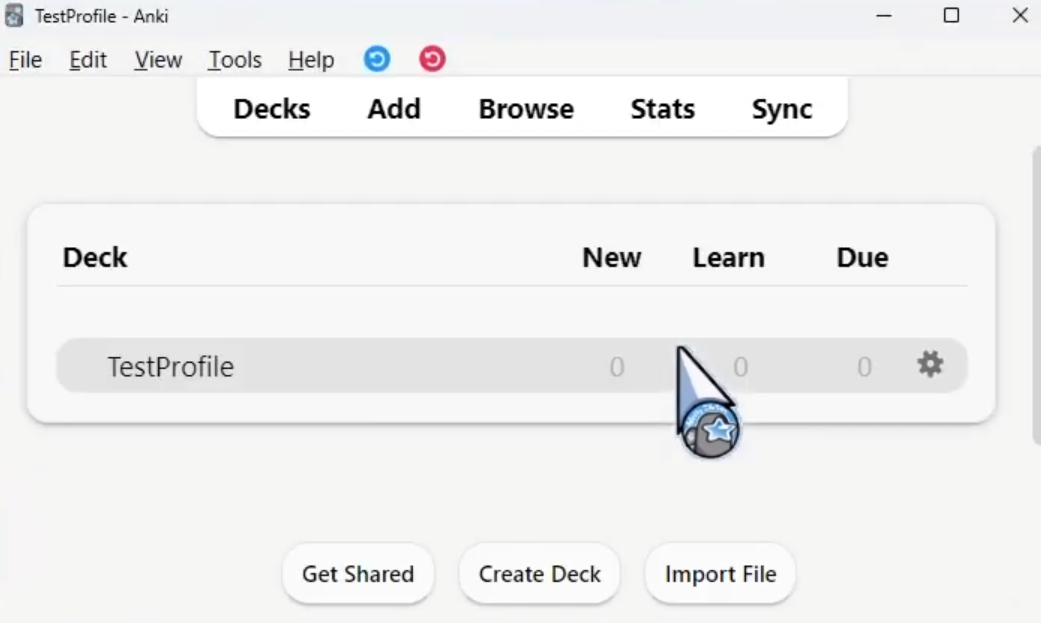 TestProfile - Anki
File Edit View Tools Help
Decks Add Browse Stats Sync
Deck New Learn Due
TestProfile 0 0 0
Get Shared Create Deck Import File